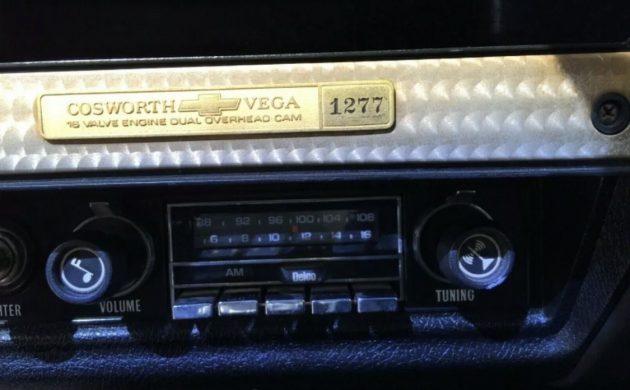 COSWORTH VEGA
16 VALVE ENGINE DUAL OVERHEAD CAM
1277
88 92 96 100 104 108
6 8 10 12 14 16
AM
Delco
VOLUME
TUNING